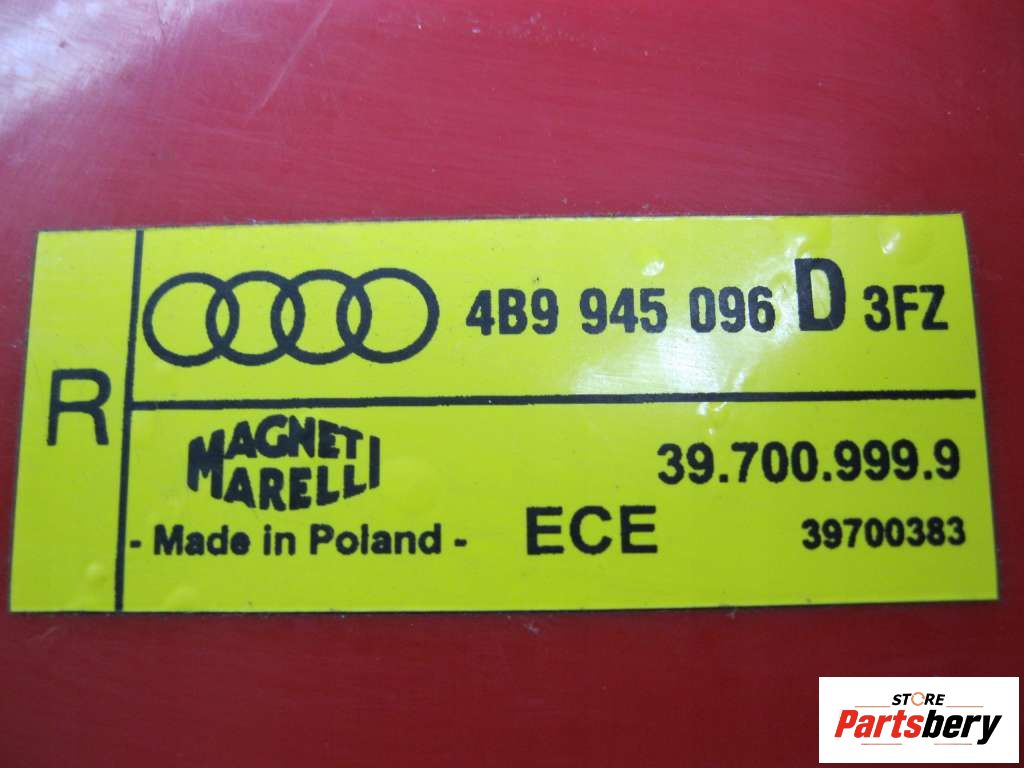 R
4B9 945 096 D 3FZ
MAGNETI
MARELLI
39.700.999.9
- Made in Poland - ECE 39700383
STORE
Partsbery